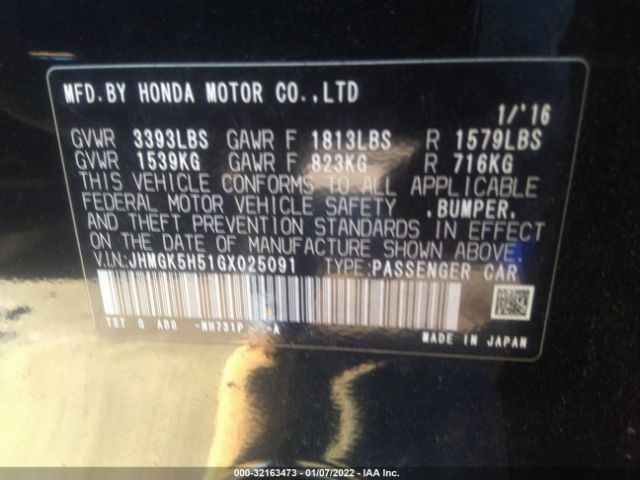 MFD.BY HONDA MOTOR CO.,LTD
1/'16
GVWR 3393LBS GAWR F 1813LBS R 1579LBS
GVWR 1539KG GAWR F 823KG R 716KG
THIS VEHICLE CONFORMS TO ALL APPLICABLE
FEDERAL MOTOR VEHICLE SAFETY ,BUMPER,
AND THEFT PREVENTION STANDARDS IN EFFECT
ON THE DATE OF MANUFACTURE SHOWN ABOVE.
V.IN:JHMGK5H51GX025091 TYPE:PASSENGER CAR
-NH731P -A
MADE IN JAPAN
000-32163473 - 01/07/2022 - IAA Inc.